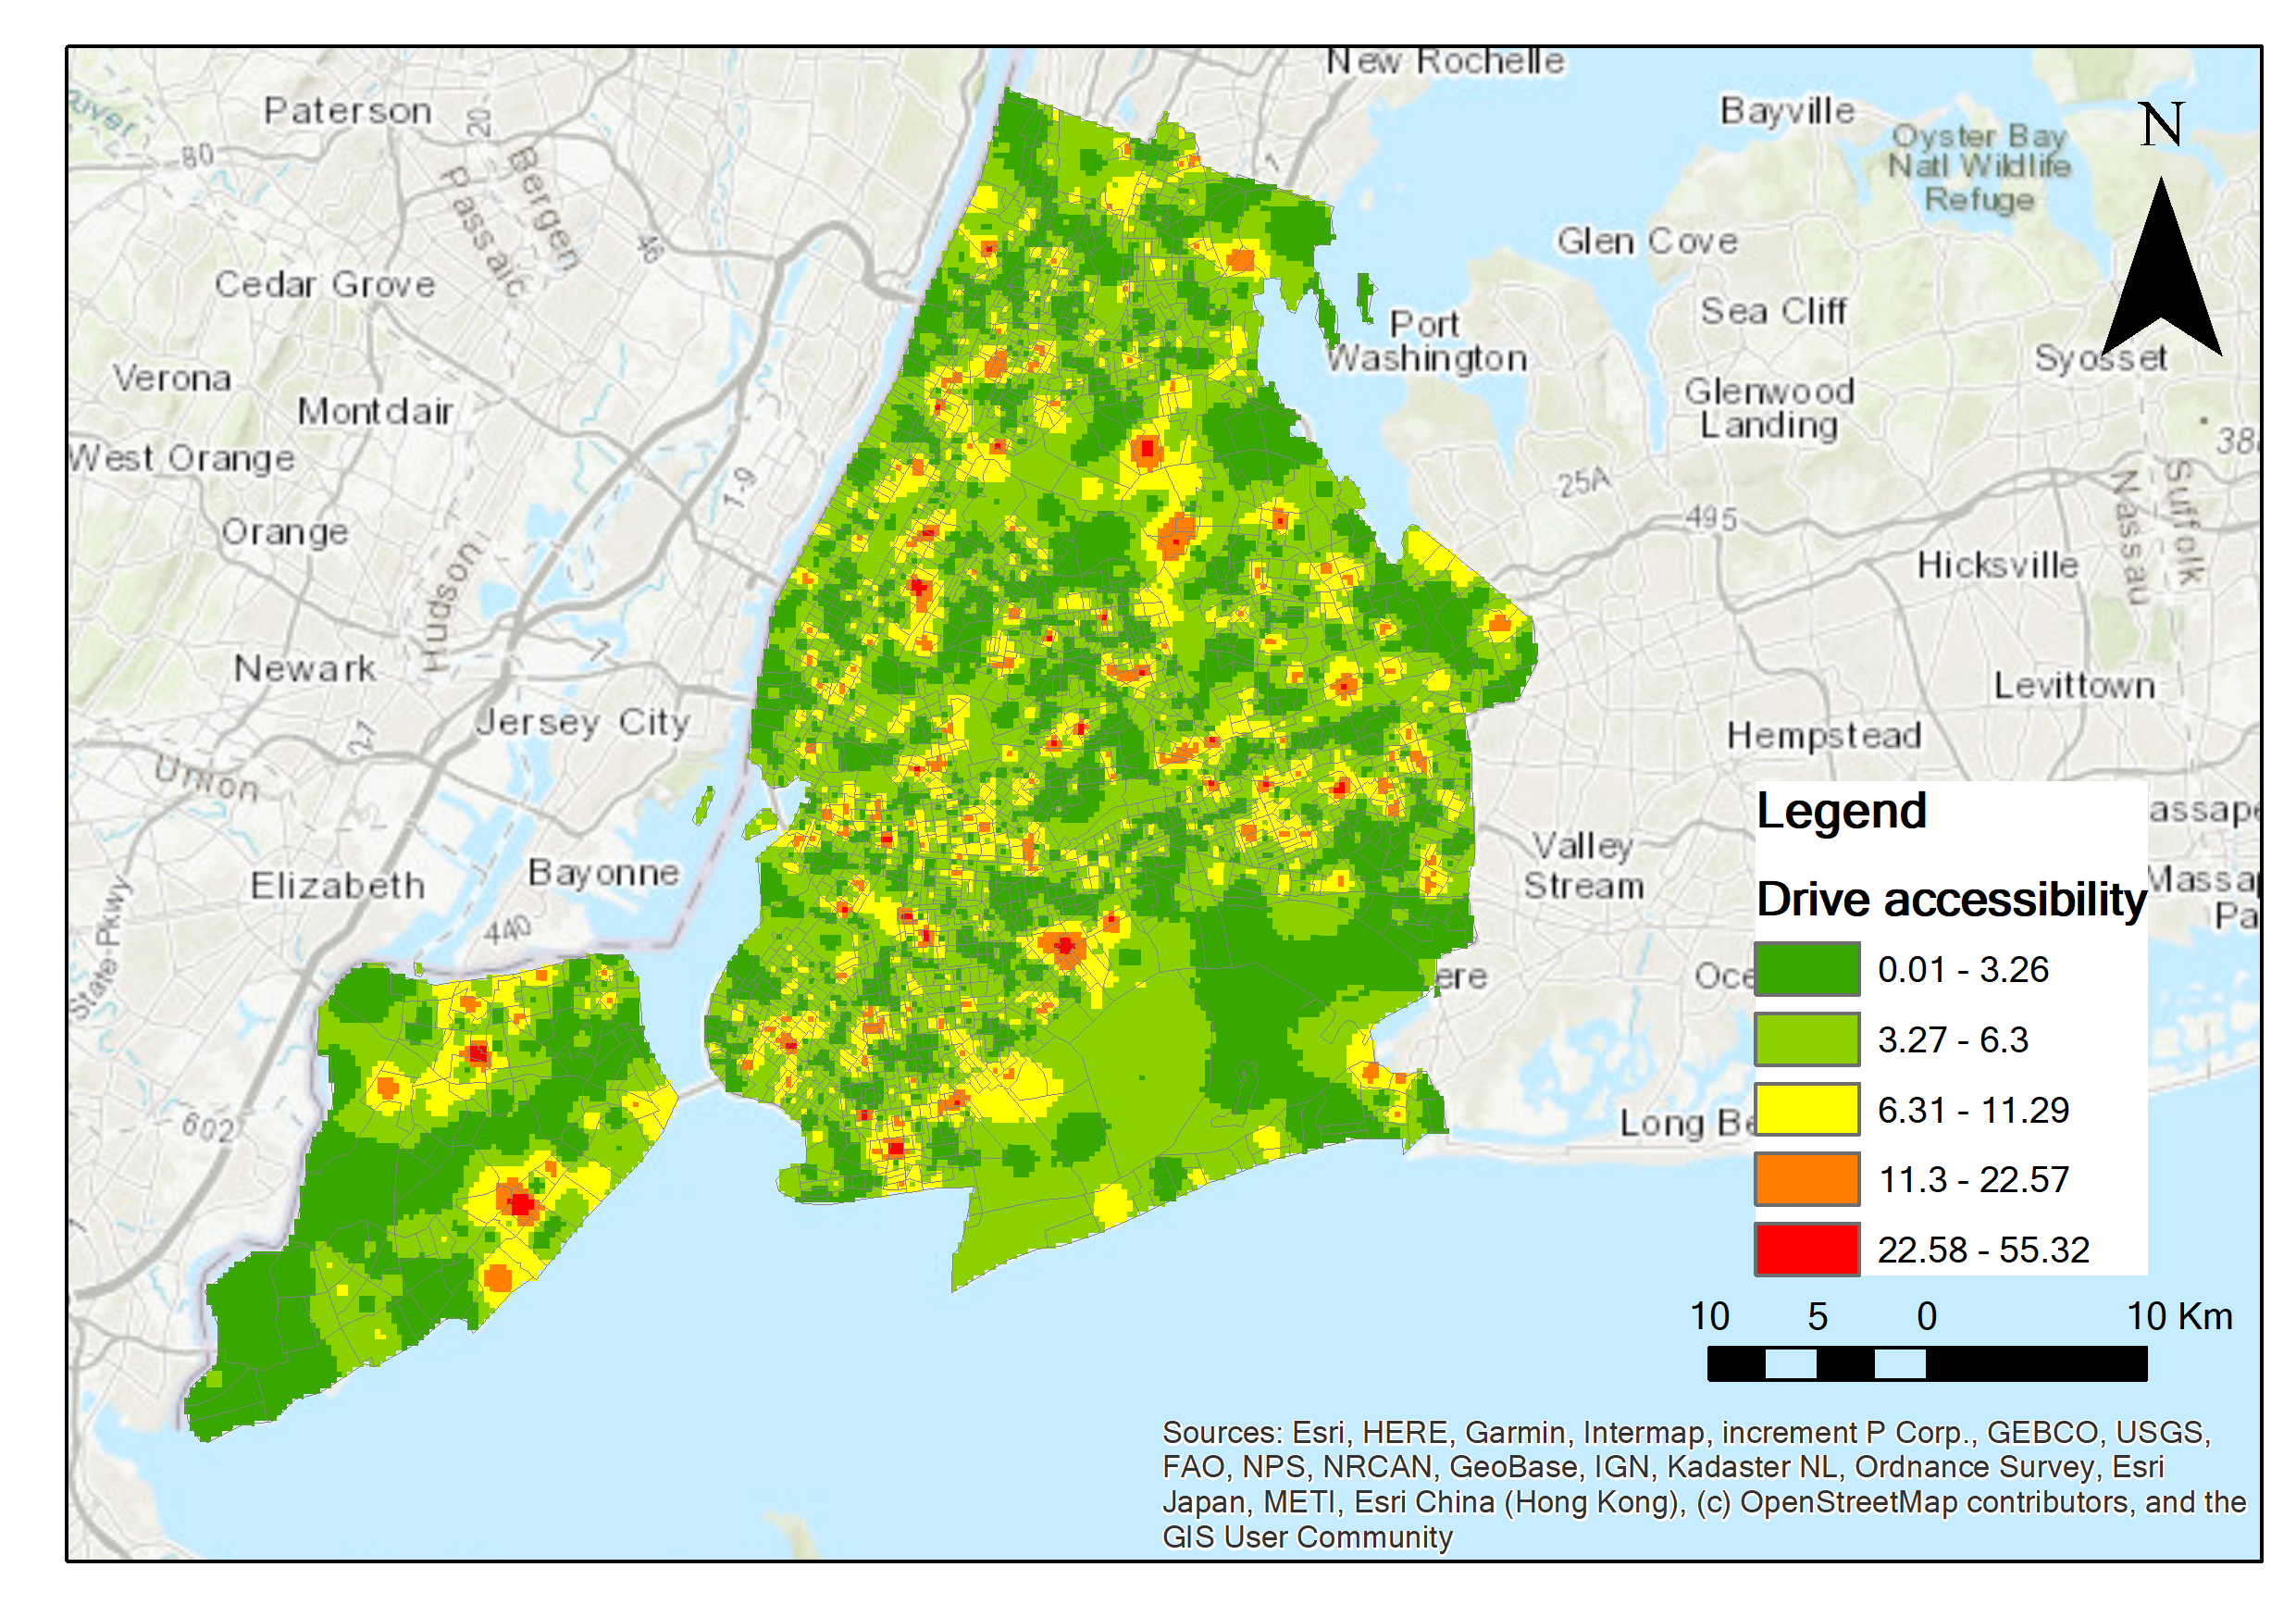 New Rochelle
Paterson
Bayville
River
20
N
Oyster Bay
Natl Wildlife
Refuge
80
Bergen
Passaic
1
46
Glen Cove
Cedar Grove
Sea Cliff
Port
Washington
Syosset
Verona
Montclair
Glenwood
Landing
West Orange
25A
1-9
Suffolk
Nassau
495
Orange
Hicksville
Hudson
Newark
Levittown
Jersey City
27
Hempstead
Union
Legend
assape
Valley
Stream
Elizabeth
Bayonne
Drive accessibility
Massap
Pa
State Pkwy
440
0.01 - 3.26
ere
Oce
3.27 - 6.3
602
6.31 - 11.29
Long Be
11.3 - 22.57
22.58 - 55.32
10 5 0 10 Km
Sources: Esri, HERE, Garmin, Intermap, increment P Corp., GEBCO, USGS,
FAO, NPS, NRCAN, GeoBase, IGN, Kadaster NL, Ordnance Survey, Esri
Japan, METI, Esri China (Hong Kong), (c) OpenStreetMap contributors, and the
GIS User Community